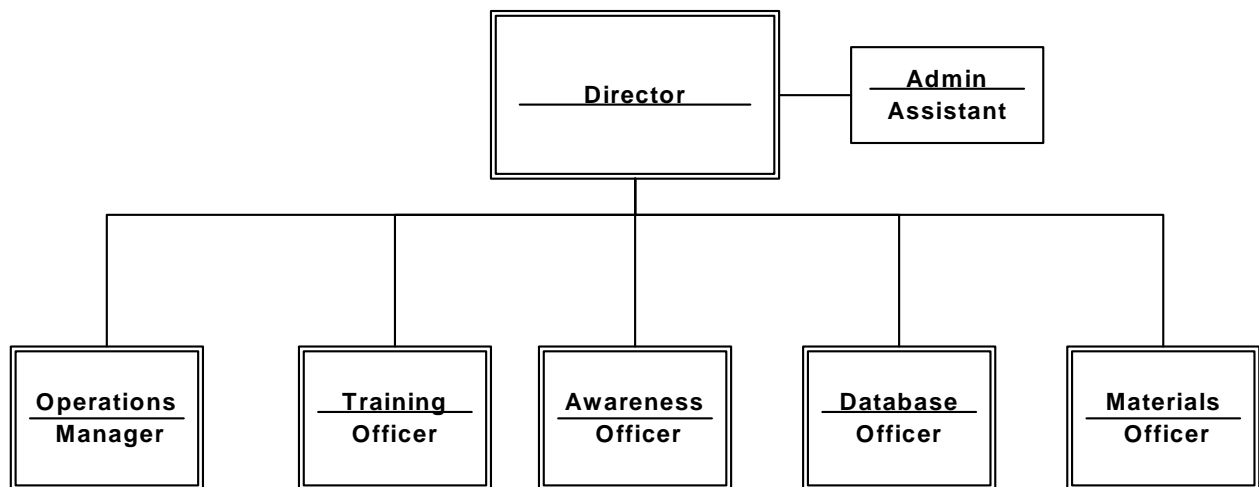 Director
Admin
Assistant
Operations
Manager
Training
Officer
Awareness
Officer
Database
Officer
Materials
Officer